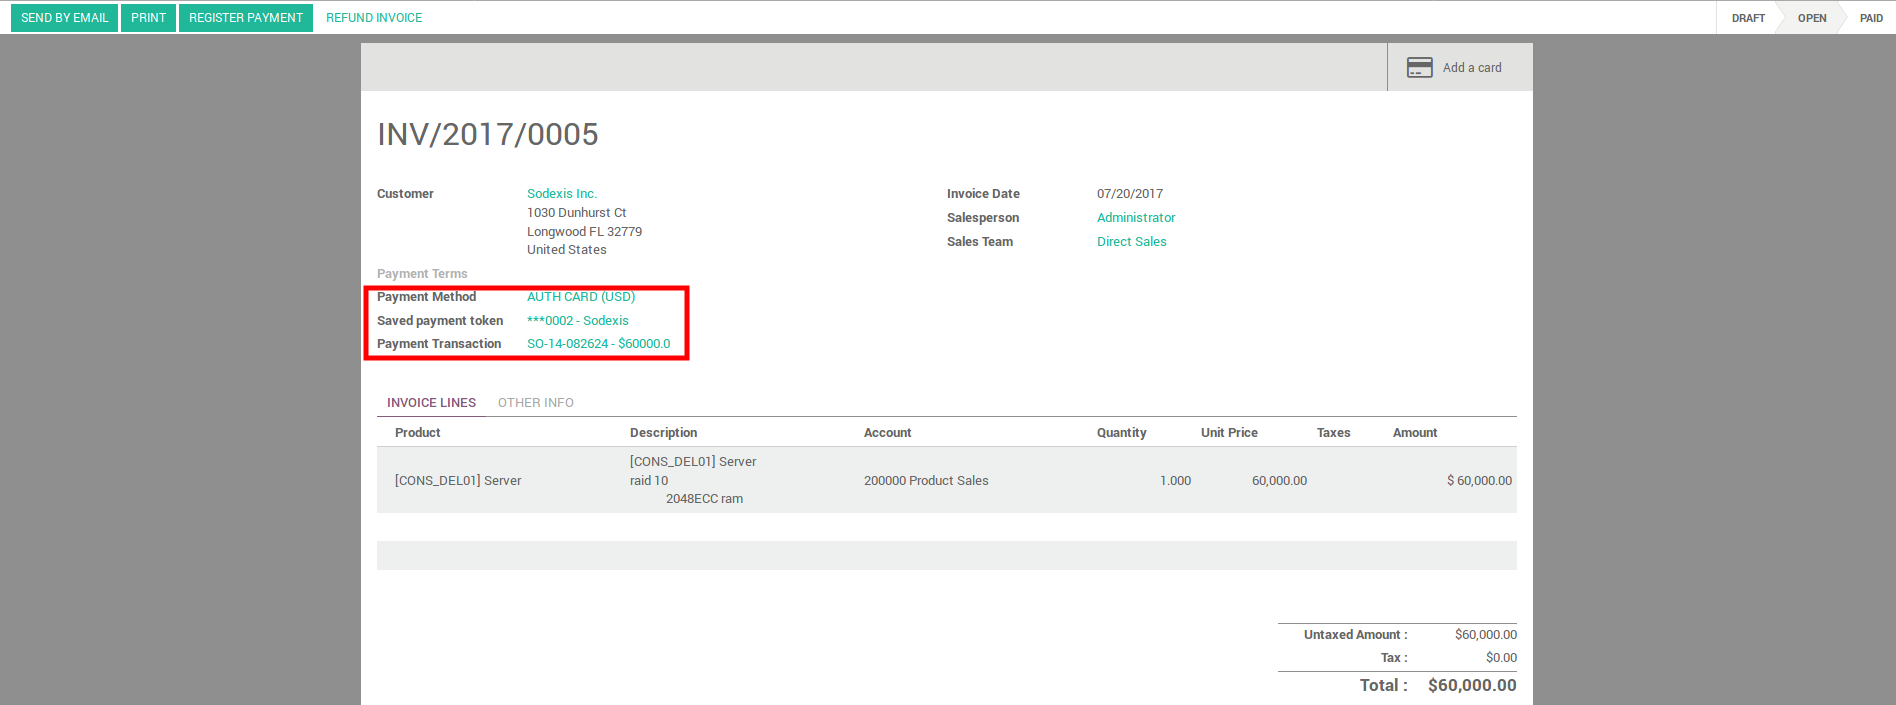 SEND BY EMAIL PRINT REGISTER PAYMENT REFUND INVOICE DRAFT OPEN PAID
Add a card
INV/2017/0005
Customer Sodexis Inc. Invoice Date 07/20/2017
1030 Dunhurst Ct Salesperson Administrator
Longwood FL 32779
United States Sales Team Direct Sales
Payment Terms
Payment Method AUTH CARD (USD)
Saved payment token ***0002 - Sodexis
Payment Transaction SO-14-082624 - $60000.0
INVOICE LINES OTHER INFO
Product Description Account Quantity Unit Price Taxes Amount
[CONS_DEL01] Server
[CONS_DEL01] Server raid 10 200000 Product Sales 1.000 60,000.00 $ 60,000.00
2048ECC ram
Untaxed Amount : $60,000.00
Tax : $0.00
Total : $60,000.00